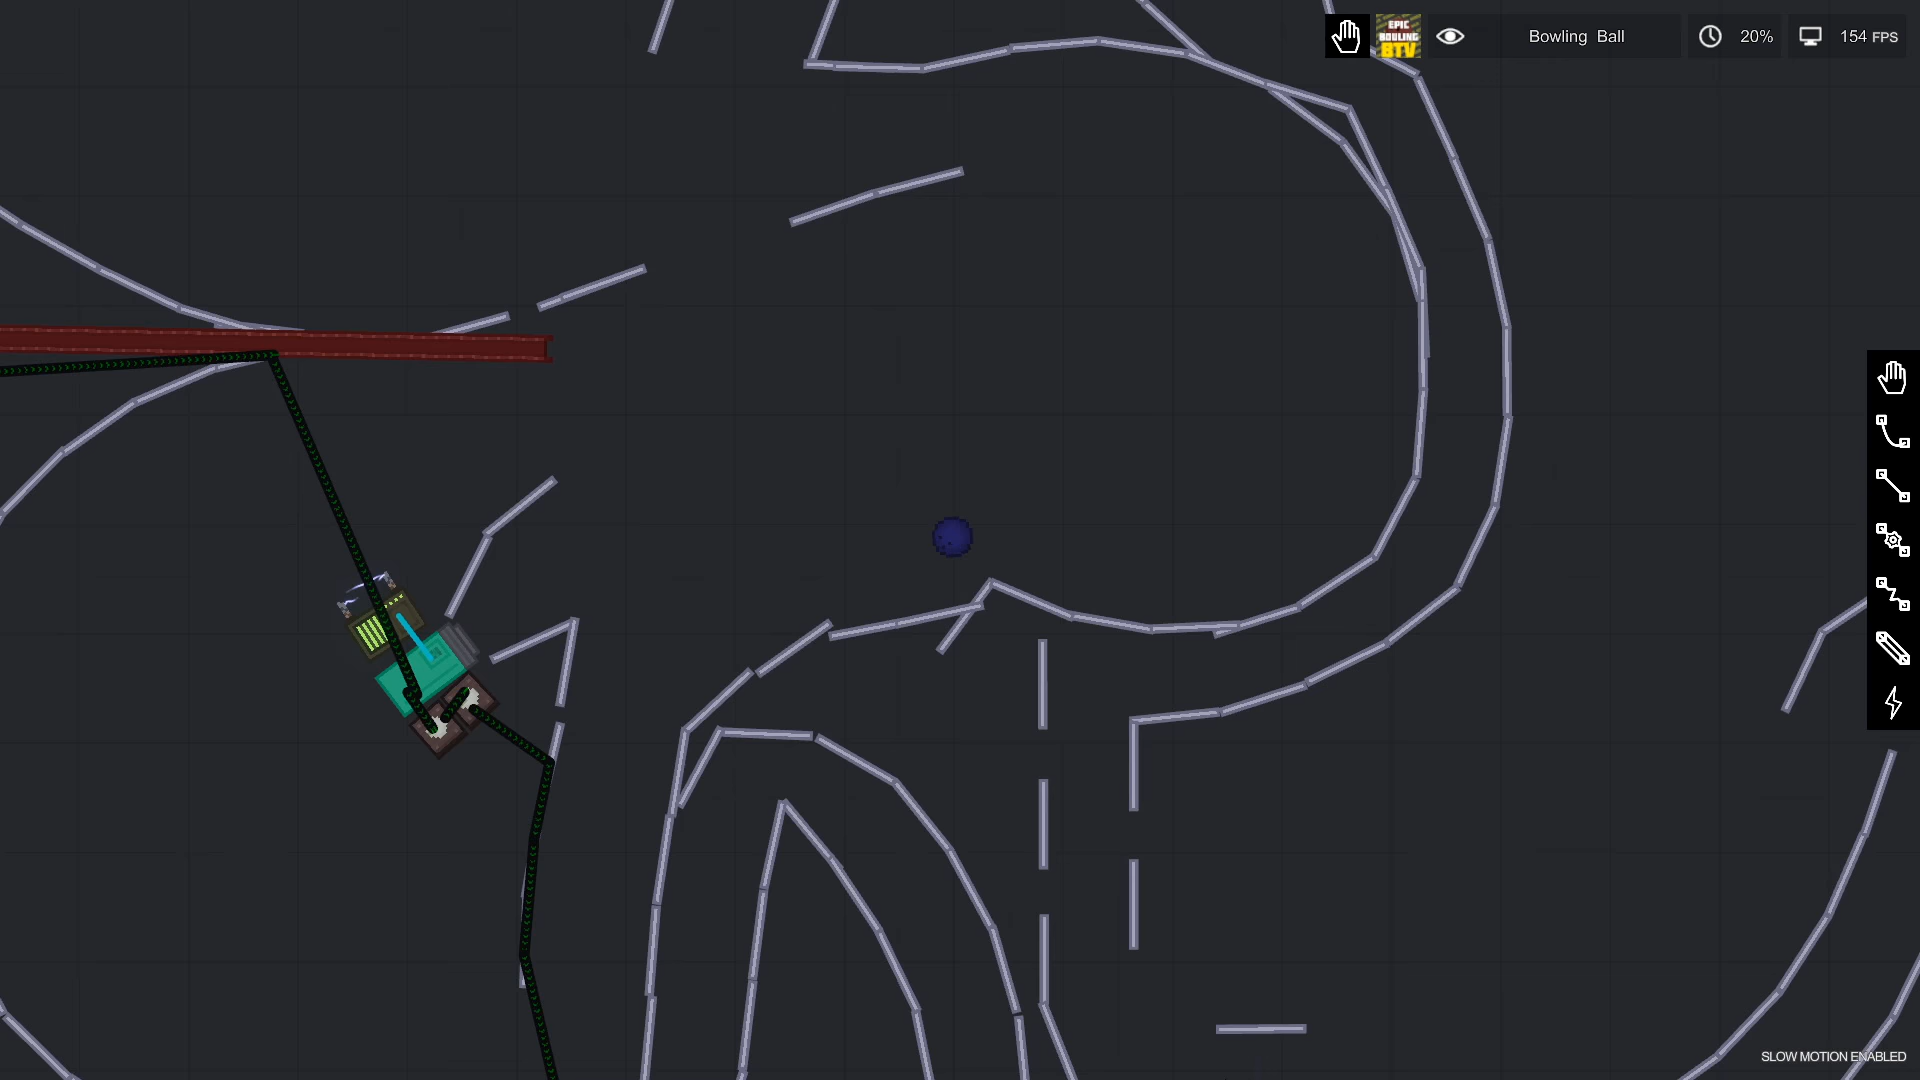 EPIC
BOWLING
BTV
Bowling Ball
20%
154 FPS
SLOW MOTION ENABLED